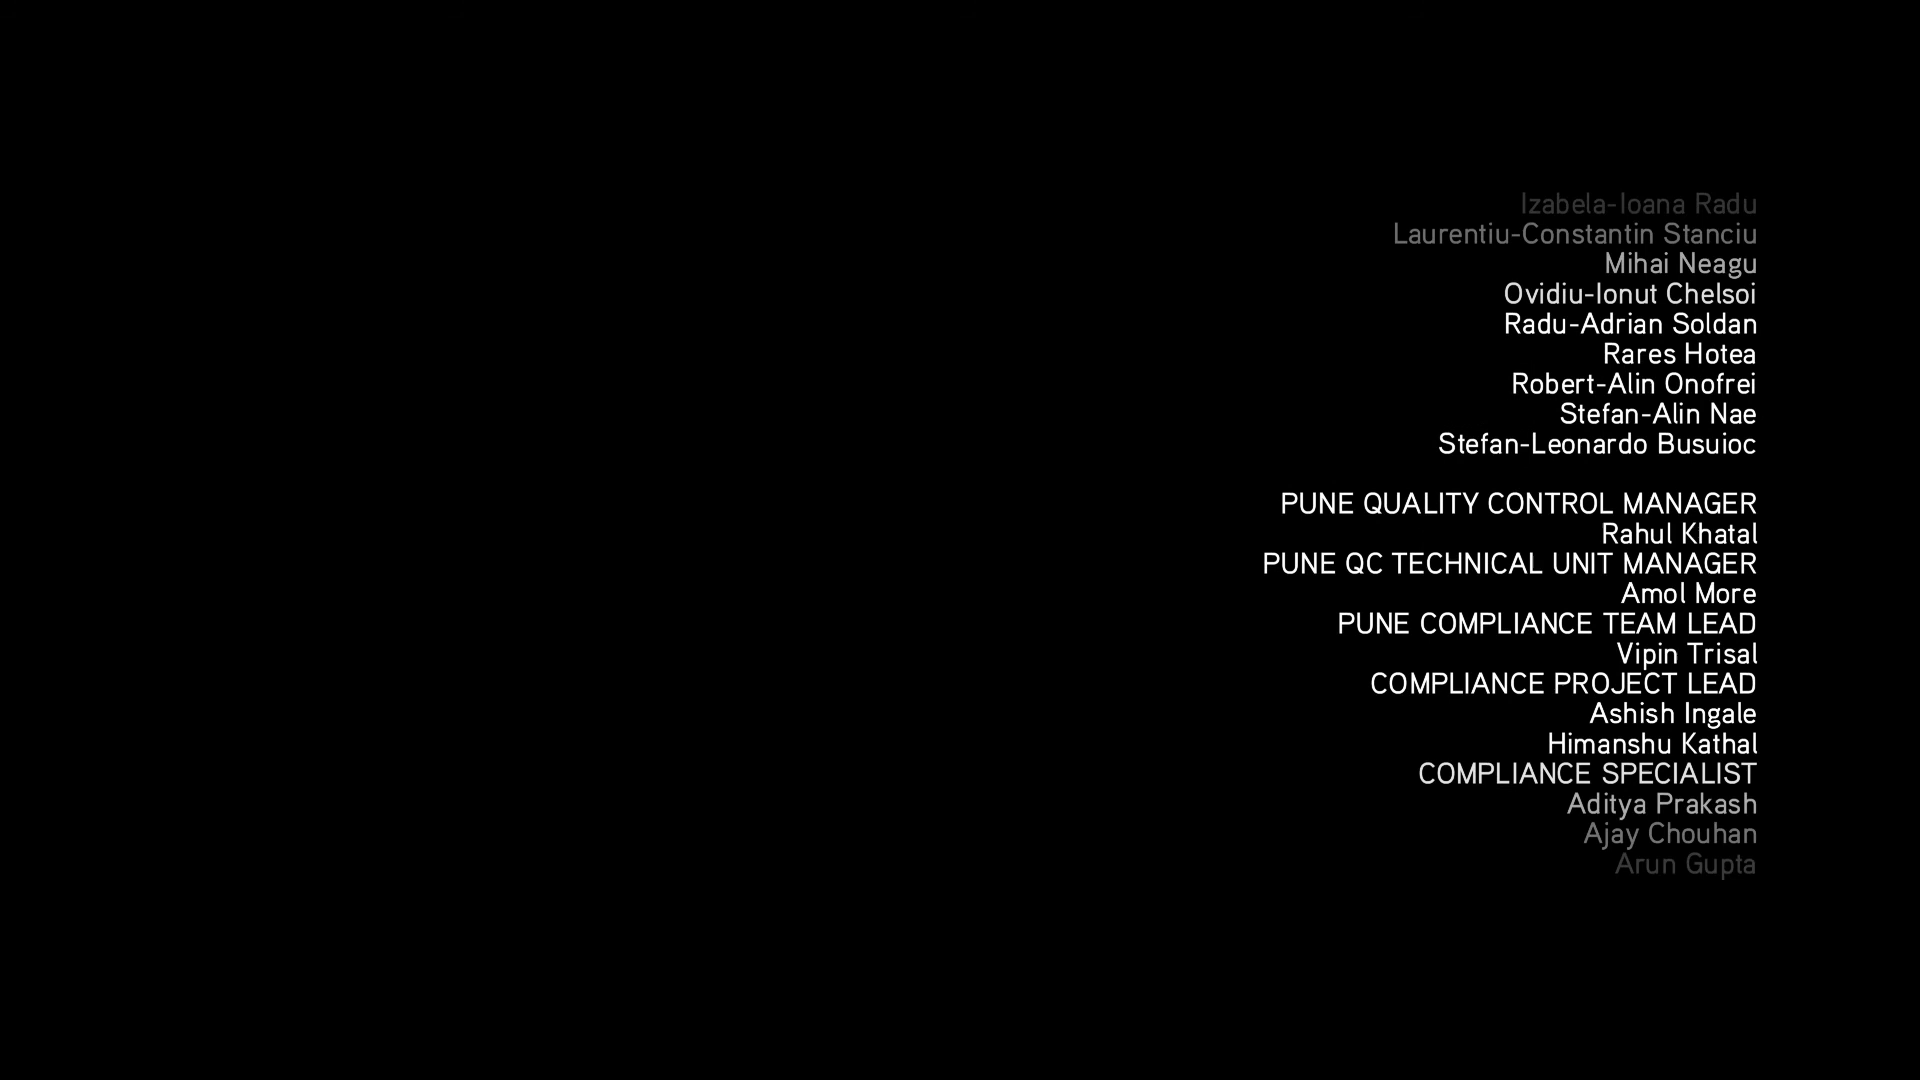 Izabela-Ioana Radu
Laurentiu-Constantin Stanciu
Mihai Neagu
Ovidiu-Ionut Chelsoi
Radu-Adrian Soldan
Rares Hotea
Robert-Alin Onofrei
Stefan-Alin Nae
Stefan-Leonardo Busuioc
PUNE QUALITY CONTROL MANAGER
Rahul Khatal
PUNE QC TECHNICAL UNIT MANAGER
Amol More
PUNE COMPLIANCE TEAM LEAD
Vipin Trisal
COMPLIANCE PROJECT LEAD
Ashish Ingale
Himanshu Kathal
COMPLIANCE SPECIALIST
Aditya Prakash
Ajay Chouhan
Arun Gupta